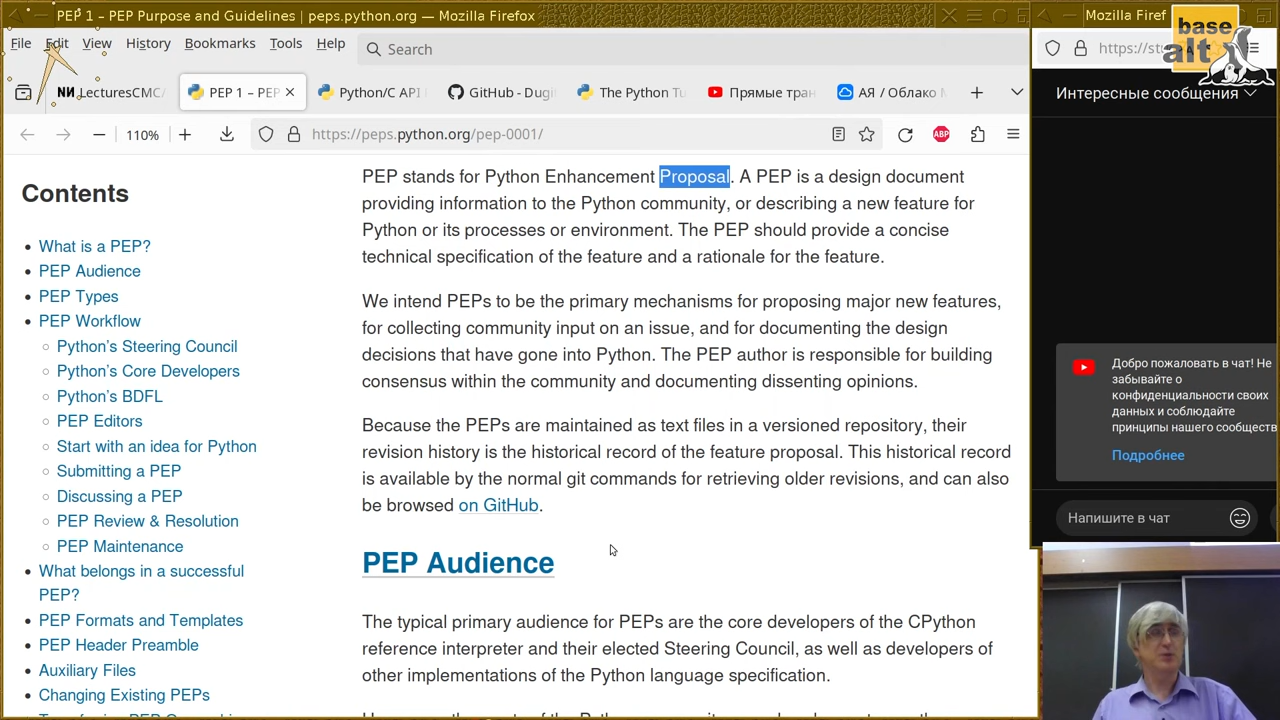 PEP 1 – PEP Purpose and Guidelines | peps.python.org — Mozilla Firefox
Mozilla Firef
base
alt
File Edit View History Bookmarks Tools Help
Search
LecturesCMC/
PEP 1 – PEP
Python/C API
GitHub - Dugi
The Python Tu
Прямые тран
АЯ / Облако М
110%
https://peps.python.org/pep-0001/
ABP
Contents
What is a PEP?
PEP Audience
PEP Types
PEP Workflow
Python's Steering Council
Python's Core Developers
Python's BDFL
PEP Editors
Start with an idea for Python
Submitting a PEP
Discussing a PEP
PEP Review & Resolution
PEP Maintenance
What belongs in a successful
PEP?
PEP Formats and Templates
PEP Header Preamble
Auxiliary Files
Changing Existing PEPs
PEP stands for Python Enhancement Proposal. A PEP is a design document
providing information to the Python community, or describing a new feature for
Python or its processes or environment. The PEP should provide a concise
technical specification of the feature and a rationale for the feature.
We intend PEPs to be the primary mechanisms for proposing major new features,
for collecting community input on an issue, and for documenting the design
decisions that have gone into Python. The PEP author is responsible for building
consensus within the community and documenting dissenting opinions.
Because the PEPs are maintained as text files in a versioned repository, their
revision history is the historical record of the feature proposal. This historical record
is available by the normal git commands for retrieving older revisions, and can also
be browsed on GitHub.
PEP Audience
The typical primary audience for PEPs are the core developers of the CPython
reference interpreter and their elected Steering Council, as well as developers of
other implementations of the Python language specification.
https://stu
Интересные сообщения
Добро пожаловать в чат! Не
забывайте о
конфиденциальности своих
данных и соблюдайте
принципы нашего сообществ
Подробнее
Напишите в чат